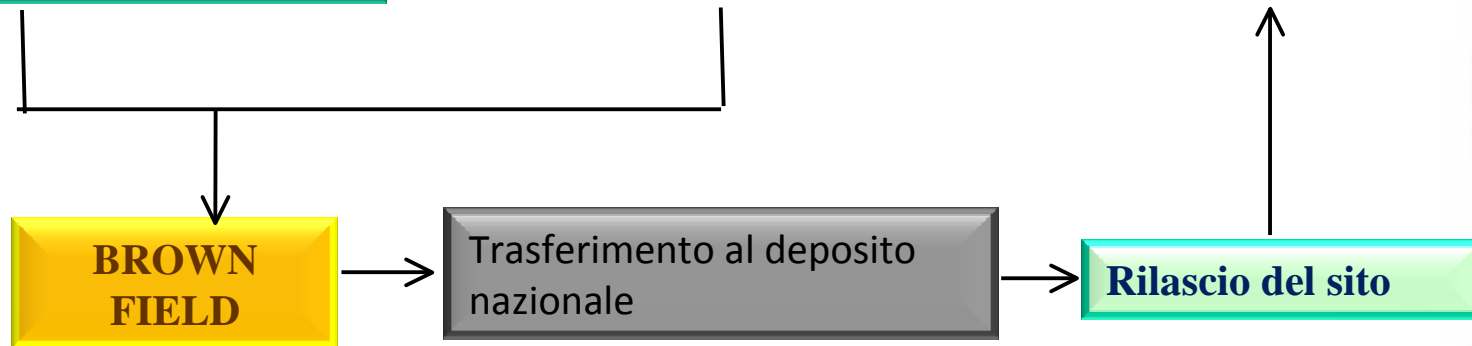 BROWN
FIELD
Trasferimento al deposito
nazionale
Rilascio del sito